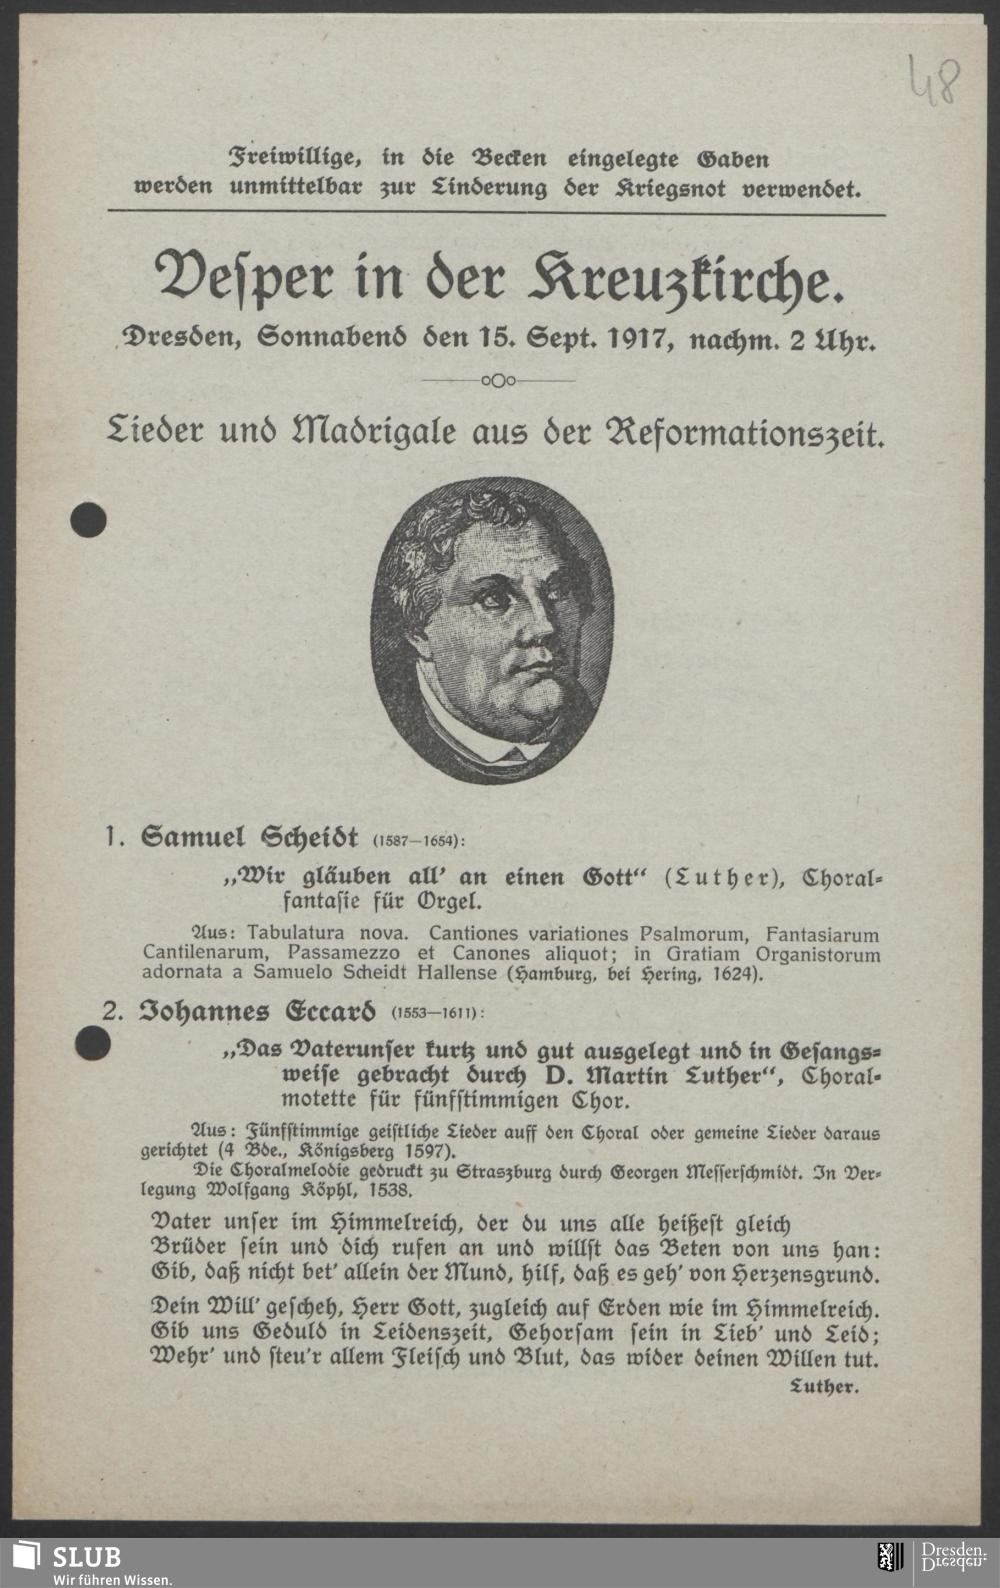 48
Freiwillige, in die Becken eingelegte Gaben
werden unmittelbar zur Linderung der Kriegsnot verwendet.
Vesper in der Kreuzkirche.
Dresden, Sonnabend den 15. Sept. 1917, nachm. 2 Uhr.
Lieder und Madrigale aus der Reformationszeit.
1. Samuel Scheidt (1587—1654):
„Wir gläuben all' an einen Gott“ (Luther), Choral-
fantasie für Orgel.
Aus: Tabulatura nova. Cantiones variationes Psalmorum, Fantasiarum
Cantilenarum, Passamezzo et Canones aliquot; in Gratiam Organistorum
adornata a Samuelo Scheidt Hallense (Hamburg, bei Hering, 1624).
2. Johannes Eccard (1553—1611):
„Das Vaterunser kurtz und gut ausgelegt und in Gesangs-
weise gebracht durch D. Martin Luther“, Choral-
motette für fünfstimmigen Chor.
Aus: Fünfstimmige geistliche Lieder auff den Choral oder gemeine Lieder daraus
gerichtet (4 Bde., Königsberg 1597).
Die Choralmelodie gedruckt zu Straszburg durch Georgen Messerschmidt. In Ver-
legung Wolfgang Köphl, 1538.
Vater unser im Himmelreich, der du uns alle heißest gleich
Brüder sein und dich rufen an und willst das Beten von uns han:
Gib, daß nicht bet' allein der Mund, hilf, daß es geh' von Herzensgrund.
Dein Will' gescheh, Herr Gott, zugleich auf Erden wie im Himmelreich.
Gib uns Geduld in Leidenszeit, Gehorsam sein in Lieb' und Leid;
Wehr' und steu'r allem Fleisch und Blut, das wider deinen Willen tut.
Luther.
SLUB
Wir führen Wissen.
Dresden.
Dresden.